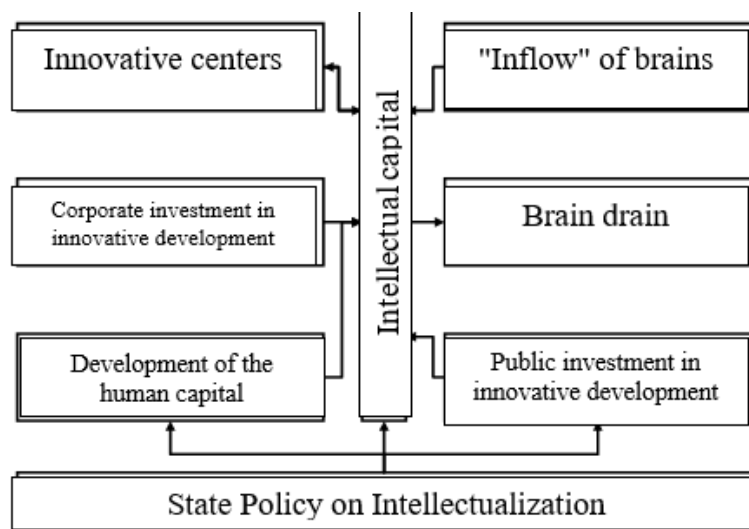 Innovative centers
"Inflow" of brains
Intellectual capital
Corporate investment in
innovative development
Brain drain
Development of the
human capital
Public investment in
innovative development
State Policy on Intellectualization